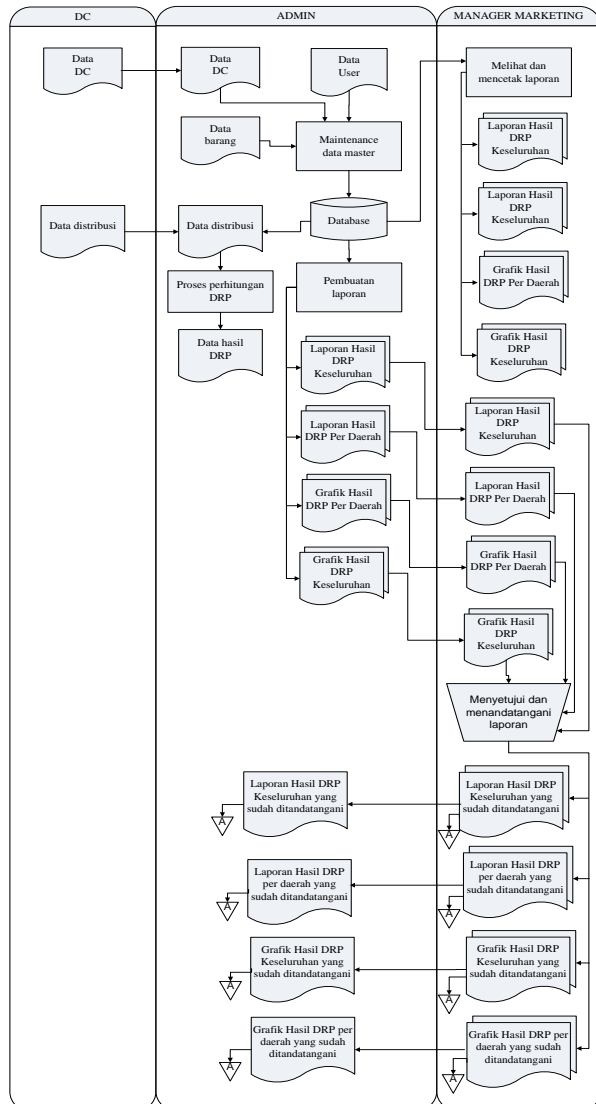 DC
ADMIN
MANAGER MARKETING
Data
DC
Data
DC
Data
User
Melihat dan
mencetak laporan
Data
barang
Maintenance
data master
Laporan Hasil
DRP
Keseluruhan
Data distribusi
Data distribusi
Database
Laporan Hasil
DRP
Keseluruhan
Proses perhitungan
DRP
Pembuatan
laporan
Grafik Hasil
DRP Per Daerah
Data hasil
DRP
Laporan Hasil
DRP
Keseluruhan
Grafik Hasil
DRP
Keseluruhan
Laporan Hasil
DRP Per Daerah
Laporan Hasil
DRP
Keseluruhan
Grafik Hasil
DRP Per Daerah
Laporan Hasil
DRP Per Daerah
Grafik Hasil
DRP
Keseluruhan
Grafik Hasil
DRP Per Daerah
Grafik Hasil
DRP
Keseluruhan
Menyetujui dan
menandatangani
laporan
Laporan Hasil DRP
Keseluruhan yang
sudah ditandatangani
A
Laporan Hasil DRP
Keseluruhan yang
sudah ditandatangani
A
Laporan Hasil DRP
per daerah yang
sudah ditandatangani
A
Laporan Hasil DRP
per daerah yang
sudah ditandatangani
A
Grafik Hasil DRP
Keseluruhan yang
sudah ditandatangani
A
Grafik Hasil DRP
Keseluruhan yang
sudah ditandatangani
A
Grafik Hasil DRP per
daerah yang sudah
ditandatangani
A
Grafik Hasil DRP per
daerah yang sudah
ditandatangani
A